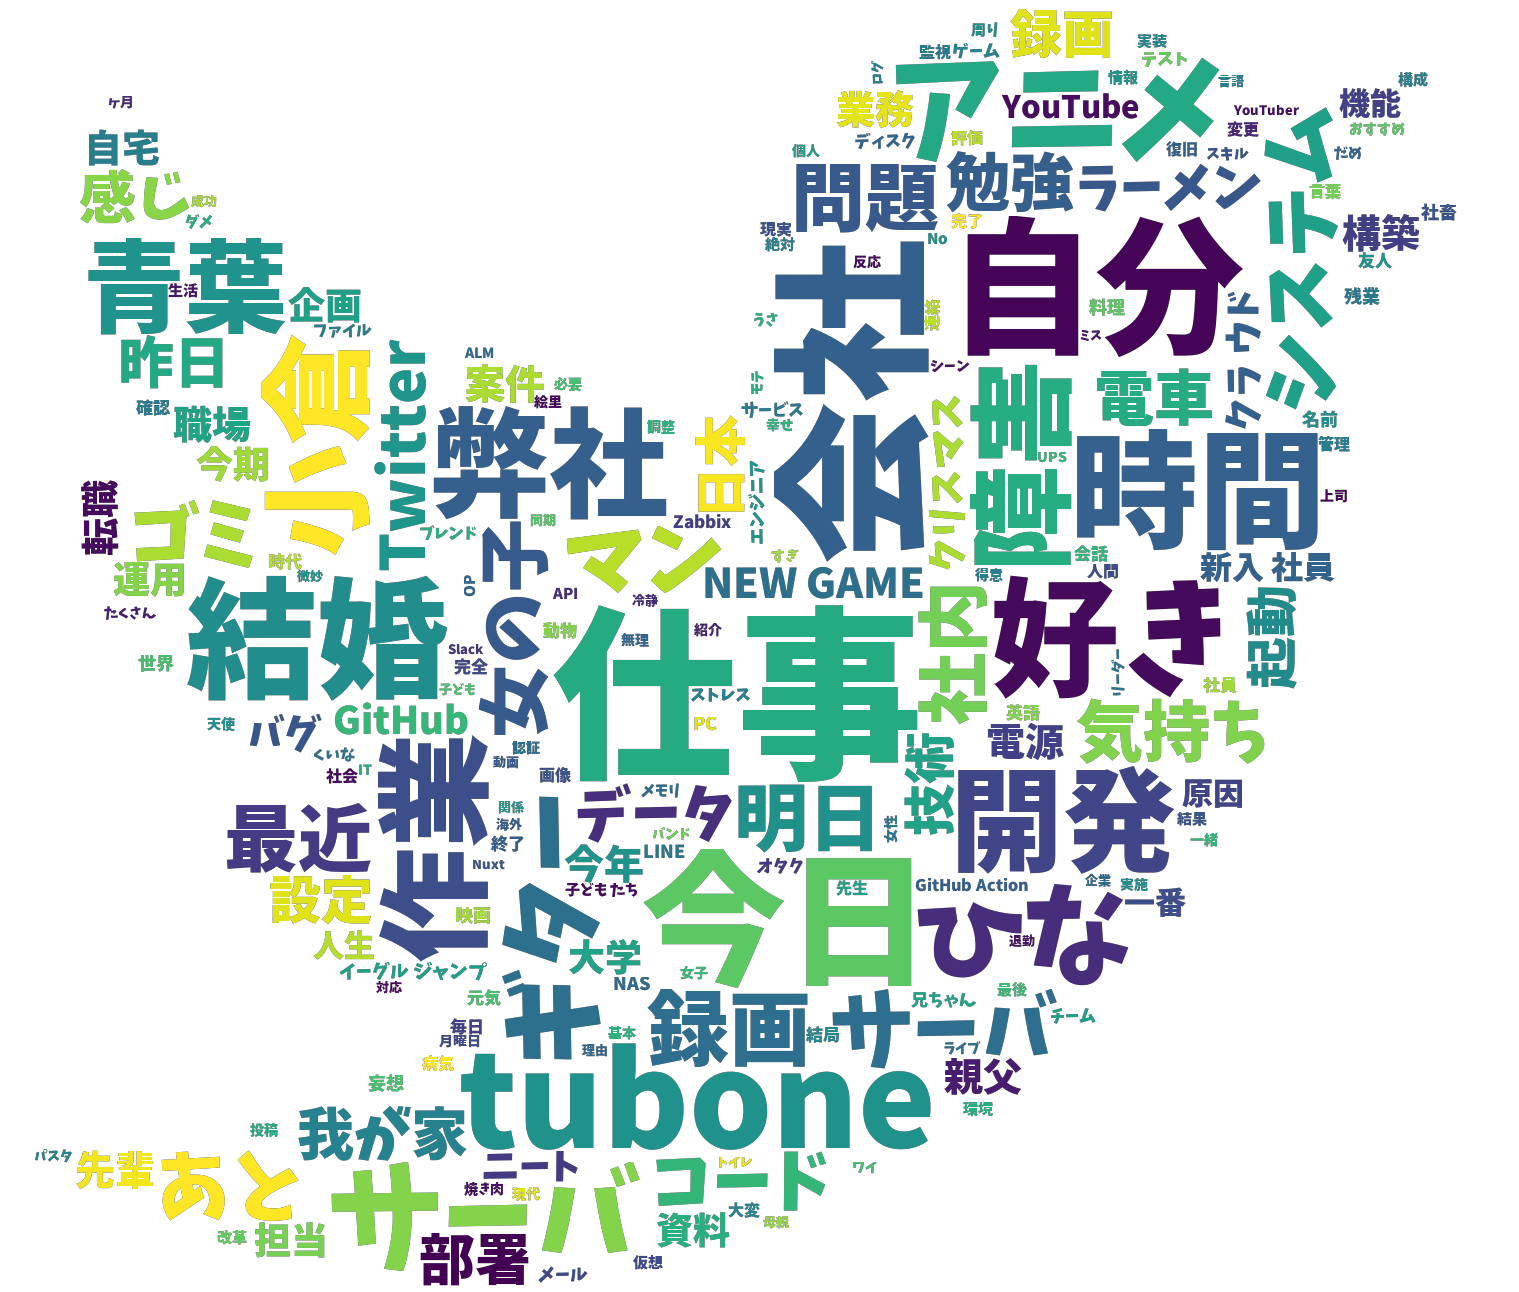 周り
録画
実装
監視
ゲーム
テスト
ログ
アニメ
情報
言語
構成
ケ月
業務
YouTube
YouTuber
機能
おすすめ
変更
自宅
ディスク
評価
個人
復旧
スキル
だめ
システム
感じ
成功
ダメ
問題
勉強
ラーメン
言葉
構築
社畜
完了
現実
絶対
No
自分
青葉
生活
企画
会社
反応
友人
残業
料理
うさ
ファイル
ミス
クラウド
昨日
小倉
Twitter
ALM
案件
必要
絵里
シーン
障害
電車
モテ
確認
職場
弊社
調整
日本
サービス
幸せ
クリスマス
名前
管理
時間
UPS
今期
転職
ゴミ
エンジニア
上司
ブレンド
同期
Zabbix
女の子
マン
すぎ
会話
新入 社員
時代
微妙
運用
OP
API
冷静
NEW GAME
得意
人間
たくさん
結婚
動物
仕事
無理
紹介
社内
好き
起動
世界
Slack
完全
リーダー
子ども
ストレス
社員
天使
バグ
GitHub
PC
英語
気持ち
くいな
認証
動画
電源
社会
IT
作業
画像
技術
開発
原因
関係
海外
終了
ギター
データ
メモリ
バンド
明日
女性
結果
一緒
最近
Nuxt
今年
LINE
オタク
設定
子どもたち
今日
先生
GitHub Action
企業
実施
一番
映画
人生
ひな
退勤
イーグル ジャンプ
対応
大学
NAS
女子
元気
録画
サーバ
兄ちゃん
最後
チーム
毎日
月曜日
基本
理由
結局
ライブ
病気
tubone
親父
妄想
環境
我が家
投稿
パスタ
先輩
あと
サーバ
ニート
コード
トイレ
ワイ
焼き肉
現代
改革
担当
資料
大変
母親
部署
メール
仮想